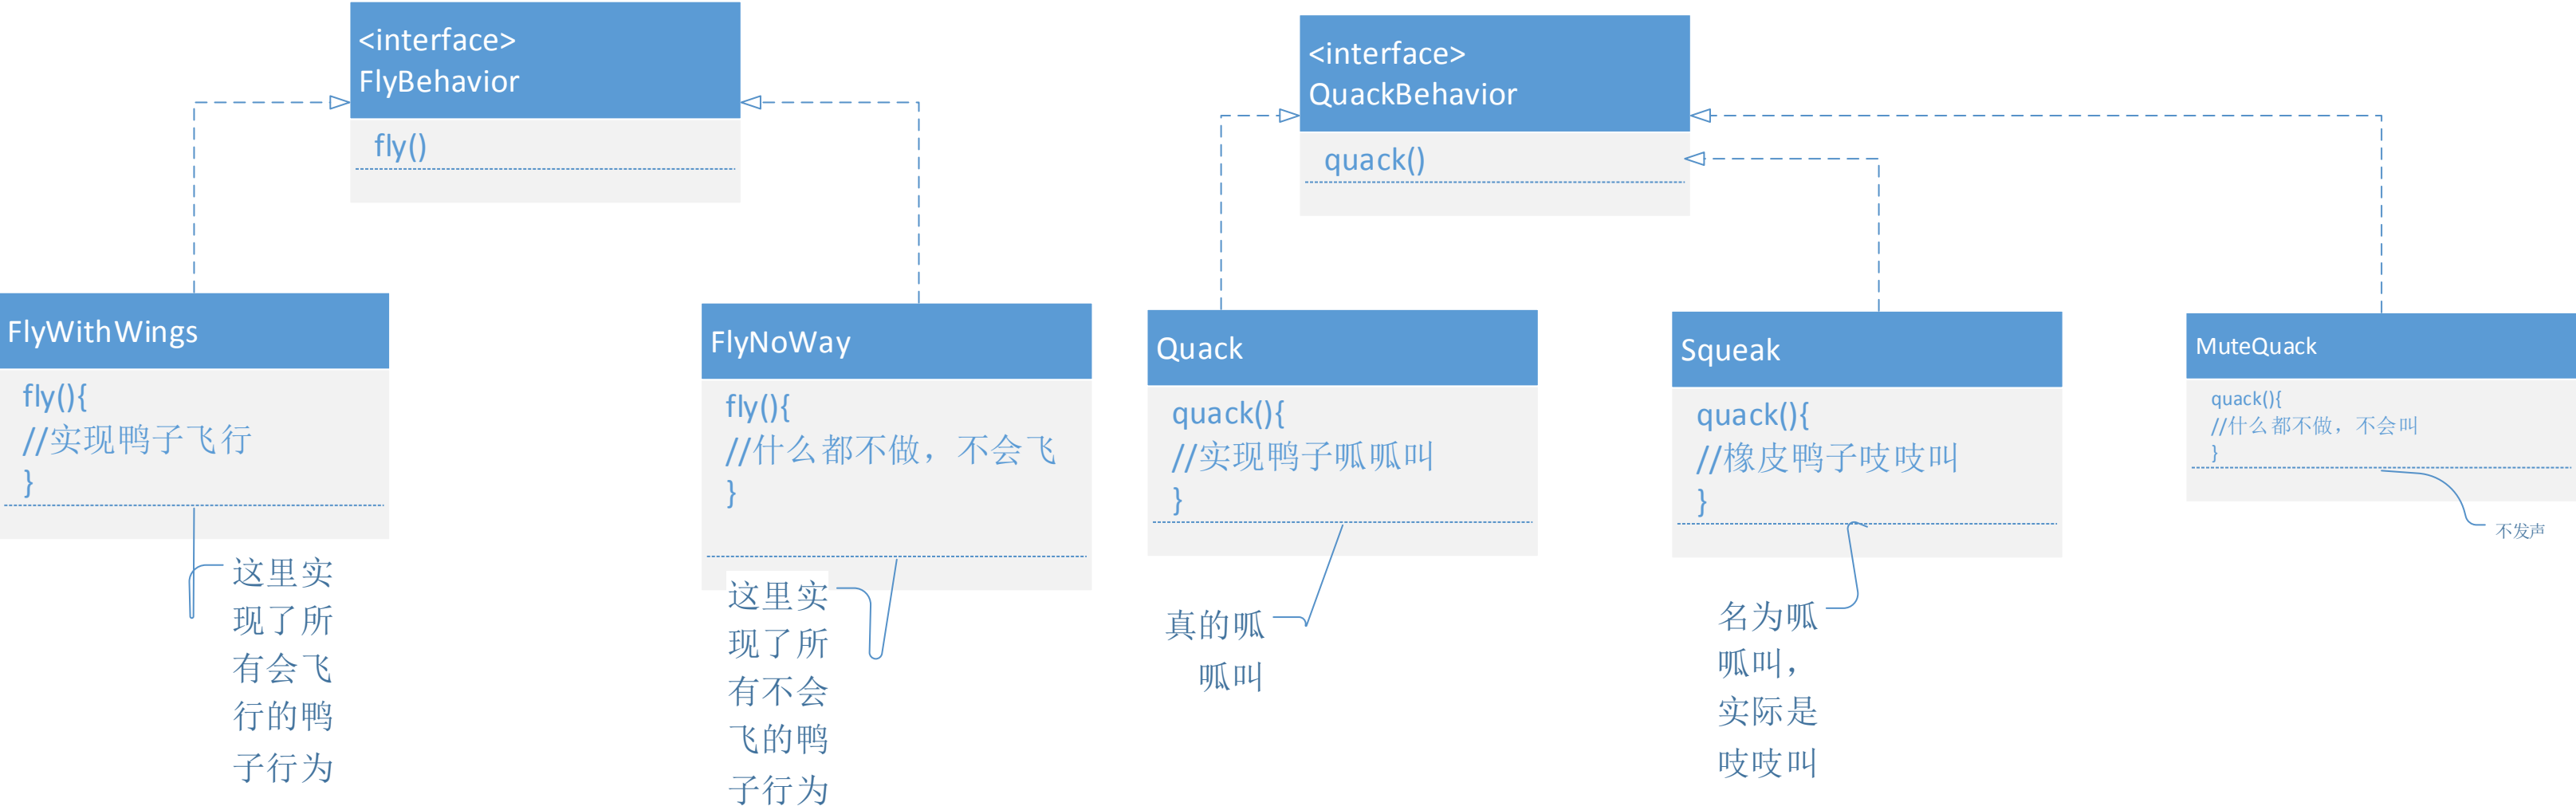 <interface>
FlyBehavior
fly()
<interface>
QuackBehavior
quack()
FlyWithWings
fly(){
//实现鸭子飞行
}
这里实
现了所
有会飞
行的鸭
子行为
FlyNoWay
fly(){
//什么都不做，不会飞
}
这里实
现了所
有不会
飞的鸭
子行为
Quack
quack(){
//实现鸭子呱呱叫
}
真的呱
呱叫
Squeak
quack(){
//橡皮鸭子吱吱叫
}
名为呱
呱叫，
实际是
吱吱叫
MuteQuack
quack(){
//什么都不做，不会叫
}
不发声